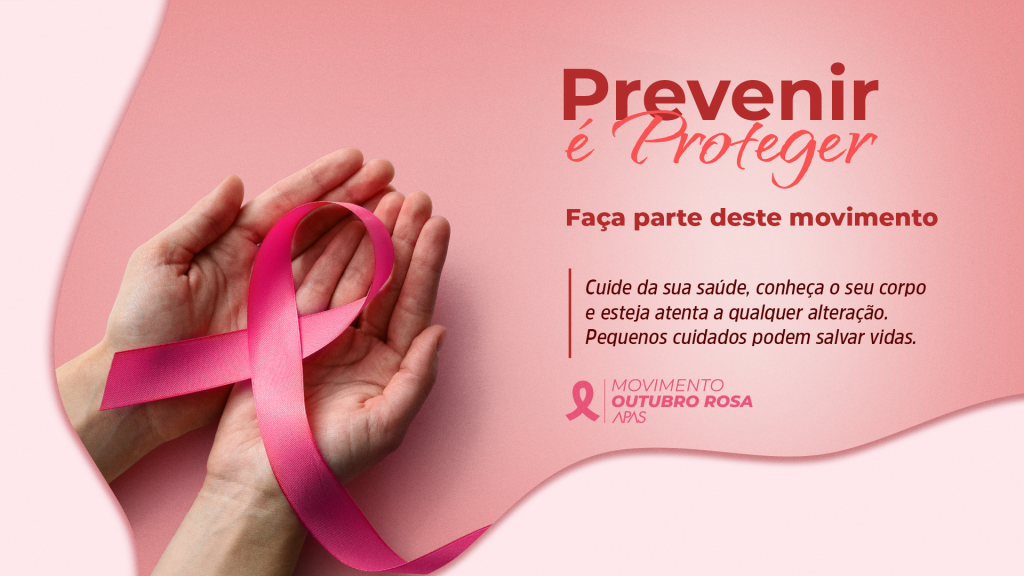 Prevenir
é Proteger
Faça parte deste movimento
Cuide da sua saúde, conheça o seu corpo
e esteja atenta a qualquer alteração.
Pequenos cuidados podem salvar vidas.
MOVIMENTO
OUTUBRO ROSA
APAS